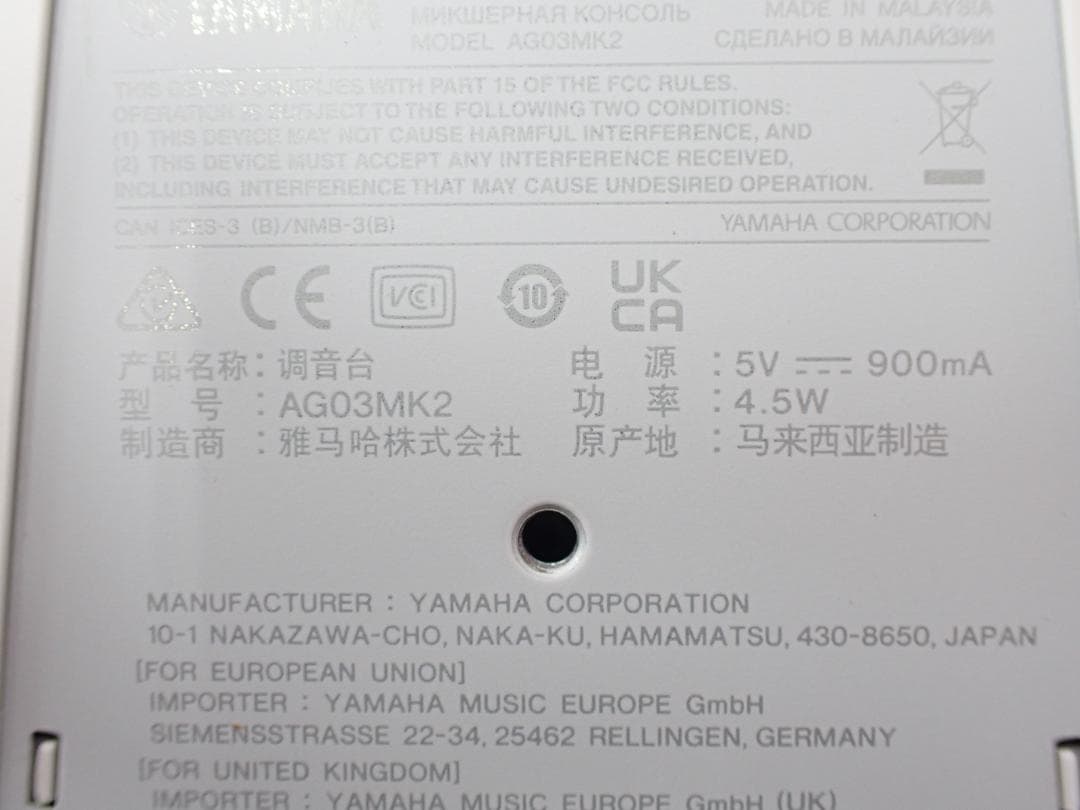 МИКШЕРНАЯ КОНСОЛЬ MADE IN MALAYSIA
MODEL AG03MK2 СДЕЛАНО В МАЛАЙЗИИ
THIS DEVICE COMPLIES WITH PART 15 OF THE FCC RULES.
OPERATION IS SUBJECT TO THE FOLLOWING TWO CONDITIONS:
(1) THIS DEVICE MAY NOT CAUSE HARMFUL INTERFERENCE, AND
(2) THIS DEVICE MUST ACCEPT ANY INTERFERENCE RECEIVED,
INCLUDING INTERFERENCE THAT MAY CAUSE UNDESIRED OPERATION.
CAN ICES-3 (B)/NMB-3(B) YAMAHA CORPORATION
CE VCCI 10 UK
CA
产品名称：调音台 电源：5V ⎓ 900mA
型号：AG03MK2 功率：4.5W
制造商：雅马哈株式会社 原产地：马来西亚制造
MANUFACTURER : YAMAHA CORPORATION
10-1 NAKAZAWA-CHO, NAKA-KU, HAMAMATSU, 430-8650, JAPAN
[FOR EUROPEAN UNION]
IMPORTER : YAMAHA MUSIC EUROPE GmbH
SIEMENSSTRASSE 22-34, 25462 RELLINGEN, GERMANY
[FOR UNITED KINGDOM]
IMPORTER : YAMAHA MUSIC EUROPE GmbH (UK)